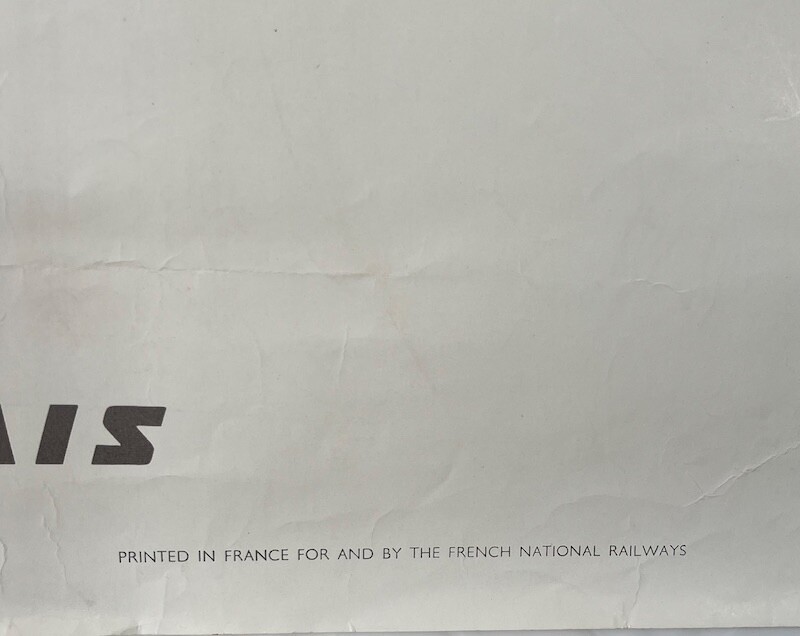 AIS
PRINTED IN FRANCE FOR AND BY THE FRENCH NATIONAL RAILWAYS